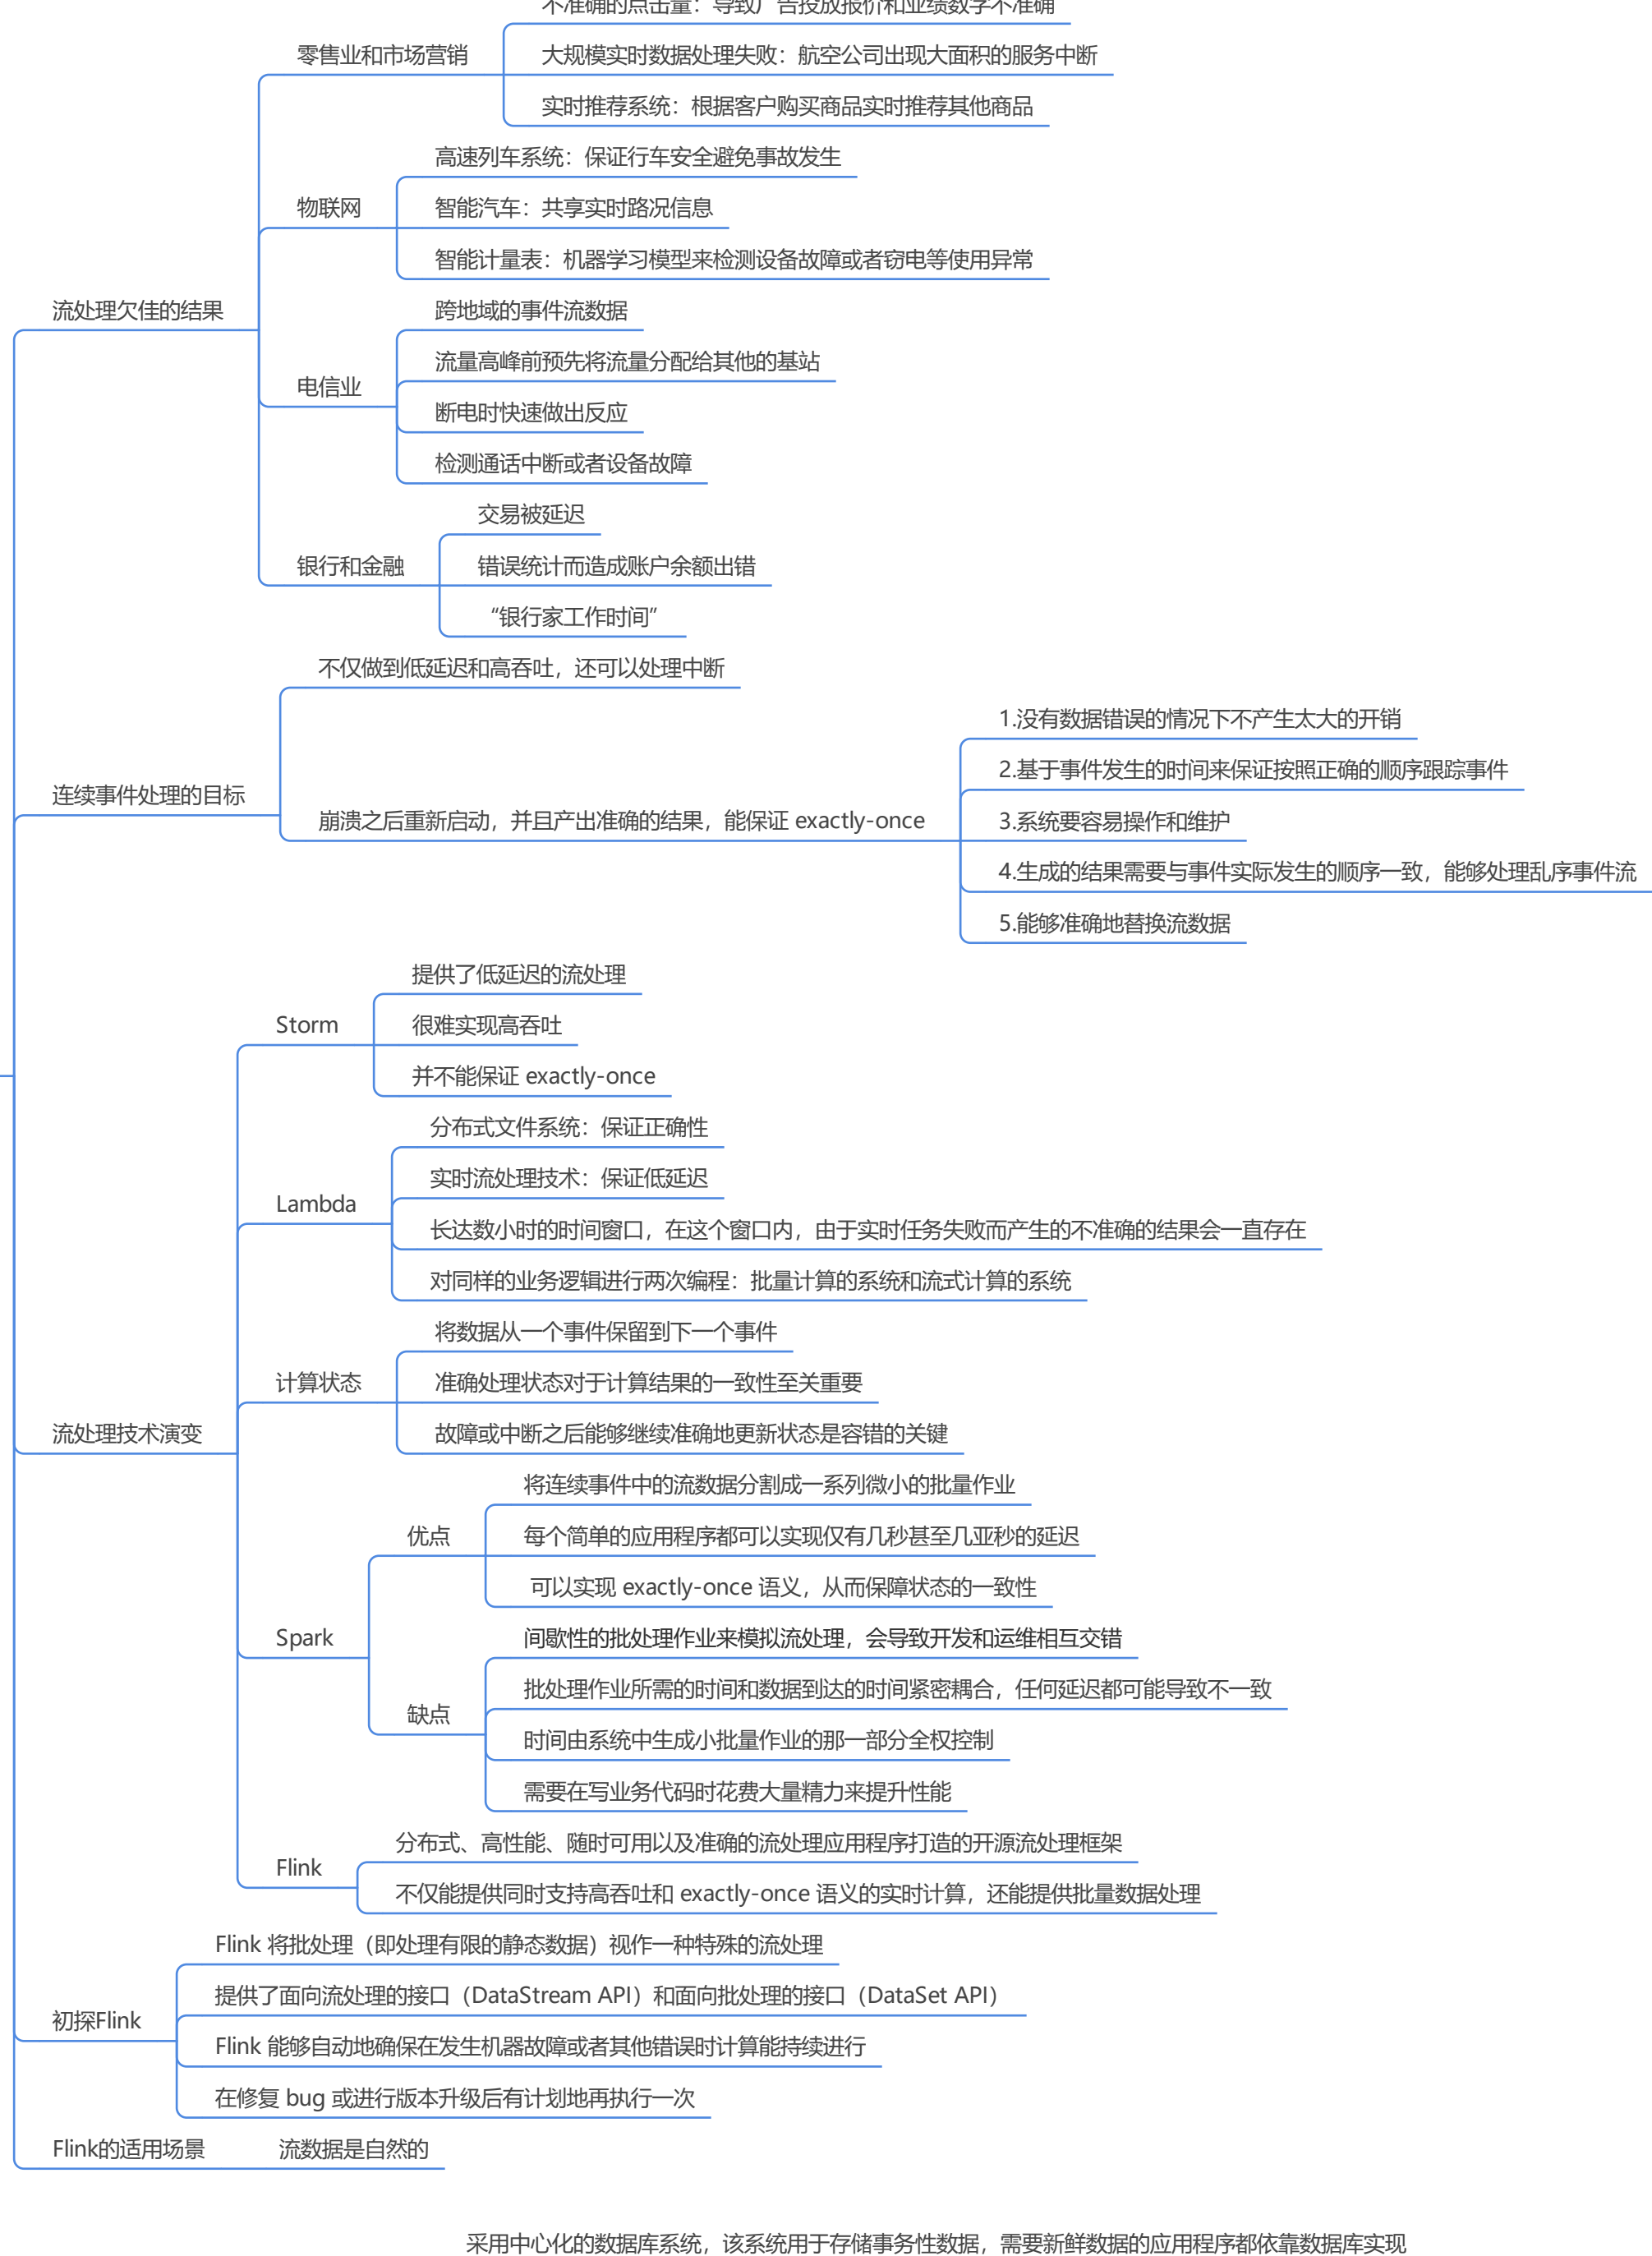 不准确的点击量：导致广告投放报价和业绩数字不准确
零售业和市场营销
大规模实时数据处理失败：航空公司出现大面积的服务中断
实时推荐系统：根据客户购买商品实时推荐其他商品
高速列车系统：保证行车安全避免事故发生
物联网
智能汽车：共享实时路况信息
智能计量表：机器学习模型来检测设备故障或者窃电等使用异常
流处理欠佳的结果
跨地域的事件流数据
流量高峰前预先将流量分配给其他的基站
电信业
断电时快速做出反应
检测通话中断或者设备故障
交易被延迟
银行和金融
错误统计而造成账户余额出错
“银行家工作时间”
不仅做到低延迟和高吞吐，还可以处理中断
连续事件处理的目标
崩溃之后重新启动，并且产出准确的结果，能保证 exactly-once
1.没有数据错误的情况下不产生太大的开销
2.基于事件发生的时间来保证按照正确的顺序跟踪事件
3.系统要容易操作和维护
4.生成的结果需要与事件实际发生的顺序一致，能够处理乱序事件流
5.能够准确地替换流数据
提供了低延迟的流处理
Storm
很难实现高吞吐
并不能保证 exactly-once
分布式文件系统：保证正确性
实时流处理技术：保证低延迟
Lambda
长达数小时的时间窗口，在这个窗口内，由于实时任务失败而产生的不准确的结果会一直存在
对同样的业务逻辑进行两次编程：批量计算的系统和流式计算的系统
将数据从一个事件保留到下一个事件
计算状态
准确处理状态对于计算结果的一致性至关重要
故障或中断之后能够继续准确地更新状态是容错的关键
流处理技术演变
将连续事件中的流数据分割成一系列微小的批量作业
优点
每个简单的应用程序都可以实现仅有几秒甚至几亚秒的延迟
可以实现 exactly-once 语义，从而保障状态的一致性
Spark
间歇性的批处理作业来模拟流处理，会导致开发和运维相互交错
批处理作业所需的时间和数据到达的时间紧密耦合，任何延迟都可能导致不一致
缺点
时间由系统中生成小批量作业的那一部分全权控制
需要在写业务代码时花费大量精力来提升性能
分布式、高性能、随时可用以及准确的流处理应用程序打造的开源流处理框架
Flink
不仅能提供同时支持高吞吐和 exactly-once 语义的实时计算，还能提供批量数据处理
Flink 将批处理（即处理有限的静态数据）视作一种特殊的流处理
提供了面向流处理的接口（DataStream API）和面向批处理的接口（DataSet API）
初探Flink
Flink 能够自动地确保在发生机器故障或者其他错误时计算能持续进行
在修复 bug 或进行版本升级后有计划地再执行一次
Flink的适用场景
流数据是自然的
采用中心化的数据库系统，该系统用于存储事务性数据，需要新鲜数据的应用程序都依靠数据库实现